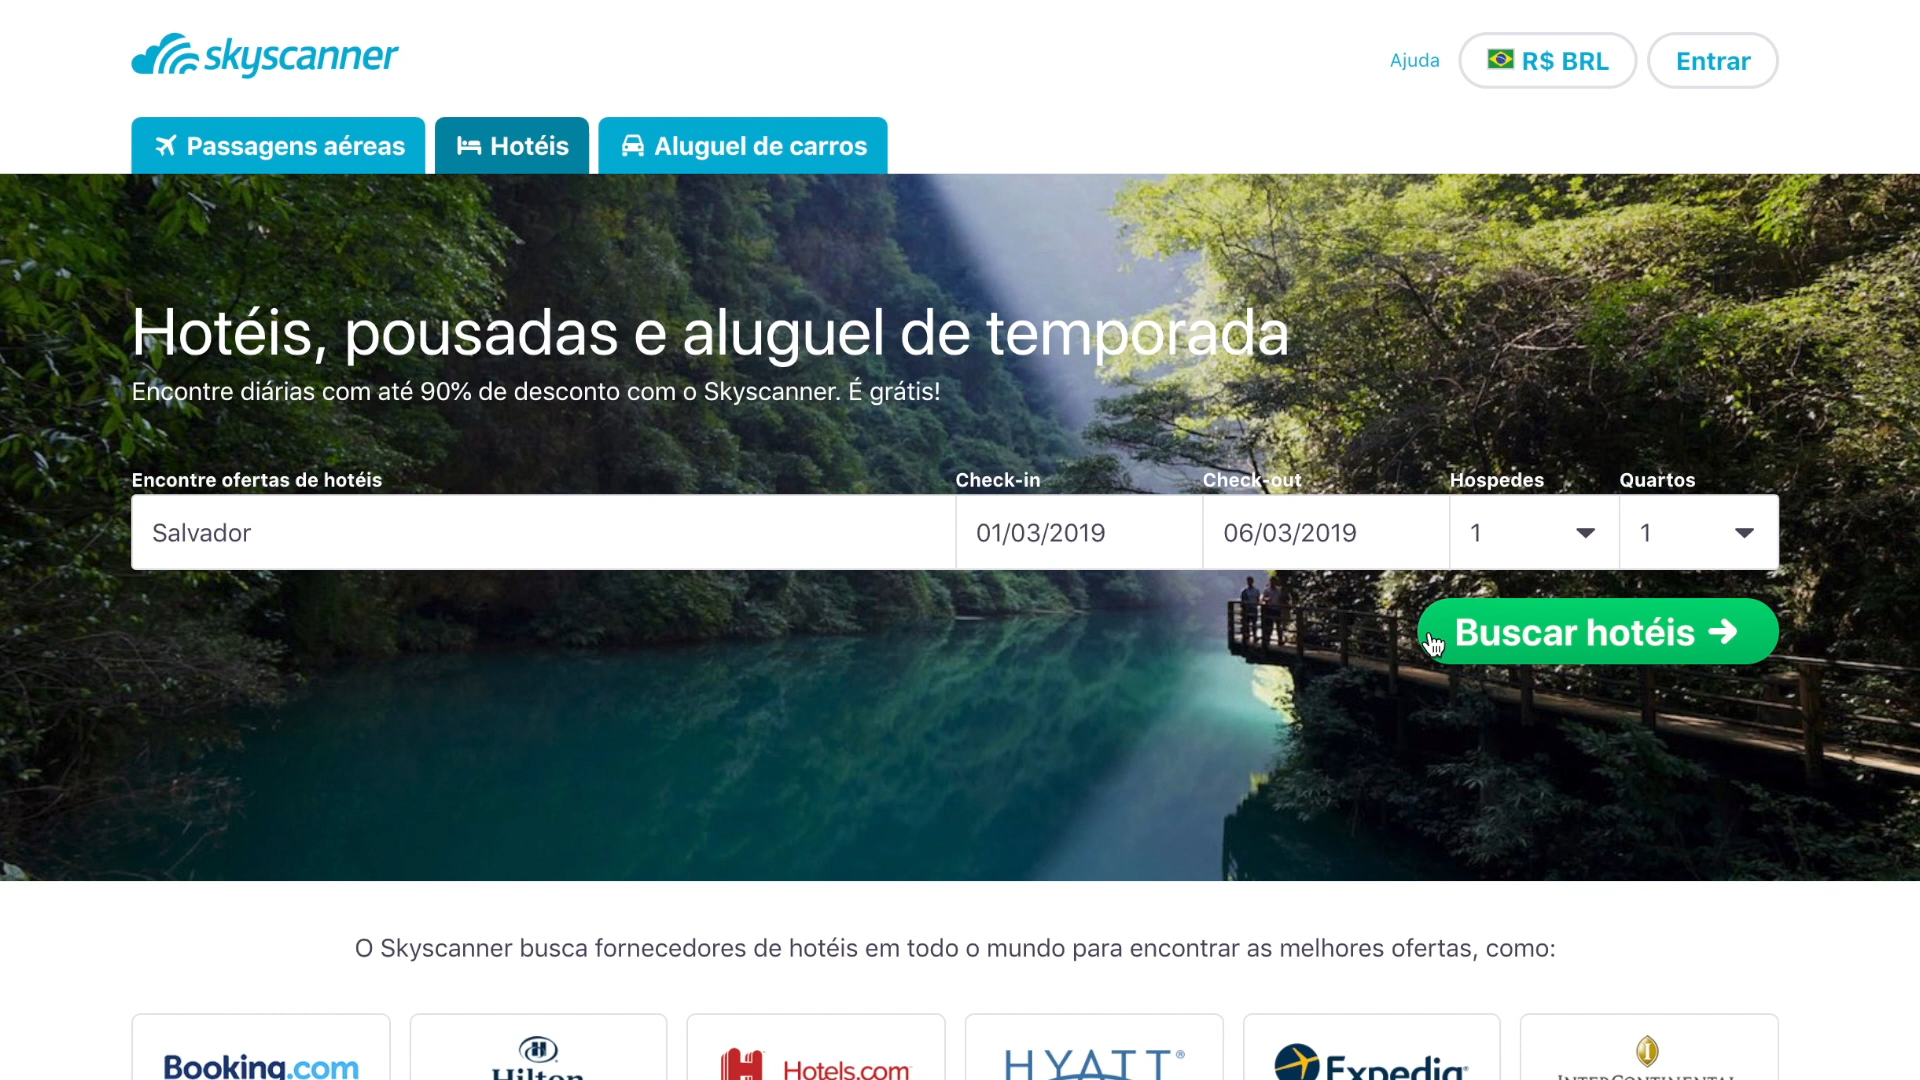 skyscanner
Ajuda
R$ BRL
Entrar
Passagens aéreas
Hotéis
Aluguel de carros
Hotéis, pousadas e aluguel de temporada
Encontre diárias com até 90% de desconto com o Skyscanner. É grátis!
Encontre ofertas de hotéis
Check-in
Check-out
Hospedes
Quartos
Salvador
01/03/2019
06/03/2019
1
1
Buscar hotéis
O Skyscanner busca fornecedores de hotéis em todo o mundo para encontrar as melhores ofertas, como:
Booking.com
Hilton
Hotels.com
HYATT®
Expedia®
INTERCONTINENTAL